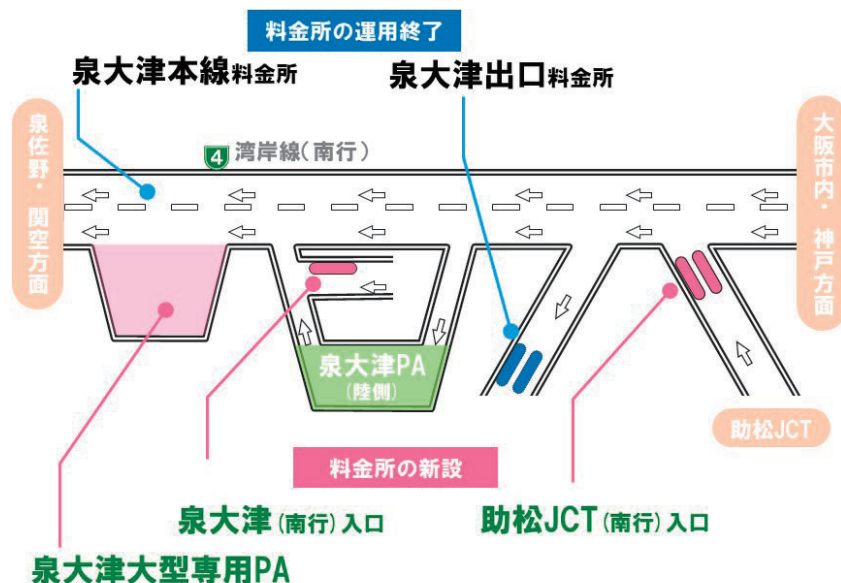 料金所の運用終了
泉大津本線料金所
泉大津出口料金所
泉佐野・関空方面
4 湾岸線(南行)
大阪市内・神戸方面
泉大津PA
(陸側)
助松JCT
料金所の新設
泉大津(南行)入口
助松JCT(南行)入口
泉大津大型専用PA